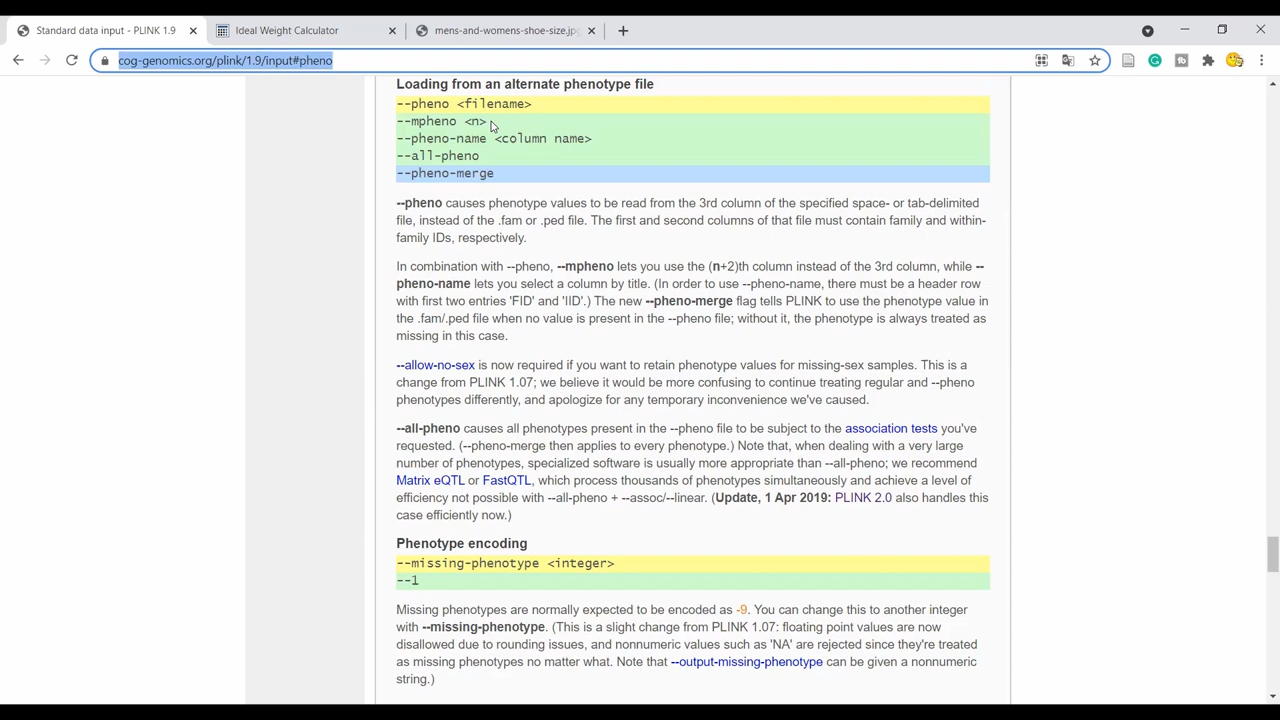 Standard data input - PLINK 1.9
Ideal Weight Calculator
mens-and-womens-shoe-size.jp
cog-genomics.org/plink/1.9/input#pheno
Loading from an alternate phenotype file
--pheno <filename>
--mpheno <n>
--pheno-name <column name>
--all-pheno
--pheno-merge
--pheno causes phenotype values to be read from the 3rd column of the specified space- or tab-delimited
file, instead of the .fam or .ped file. The first and second columns of that file must contain family and within-
family IDs, respectively.
In combination with --pheno, --mpheno lets you use the (n+2)th column instead of the 3rd column, while --
pheno-name lets you select a column by title. (In order to use --pheno-name, there must be a header row
with first two entries 'FID' and 'IID'.) The new --pheno-merge flag tells PLINK to use the phenotype value in
the .fam/.ped file when no value is present in the --pheno file; without it, the phenotype is always treated as
missing in this case.
--allow-no-sex is now required if you want to retain phenotype values for missing-sex samples. This is a
change from PLINK 1.07; we believe it would be more confusing to continue treating regular and --pheno
phenotypes differently, and apologize for any temporary inconvenience we've caused.
--all-pheno causes all phenotypes present in the --pheno file to be subject to the association tests you've
requested. (--pheno-merge then applies to every phenotype.) Note that, when dealing with a very large
number of phenotypes, specialized software is usually more appropriate than --all-pheno; we recommend
Matrix eQTL or FastQTL, which process thousands of phenotypes simultaneously and achieve a level of
efficiency not possible with --all-pheno + --assoc/--linear. (Update, 1 Apr 2019: PLINK 2.0 also handles this
case efficiently now.)
Phenotype encoding
--missing-phenotype <integer>
--1
Missing phenotypes are normally expected to be encoded as -9. You can change this to another integer
with --missing-phenotype. (This is a slight change from PLINK 1.07: floating point values are now
disallowed due to rounding issues, and nonnumeric values such as 'NA' are rejected since they're treated
as missing phenotypes no matter what. Note that --output-missing-phenotype can be given a nonnumeric
string.)